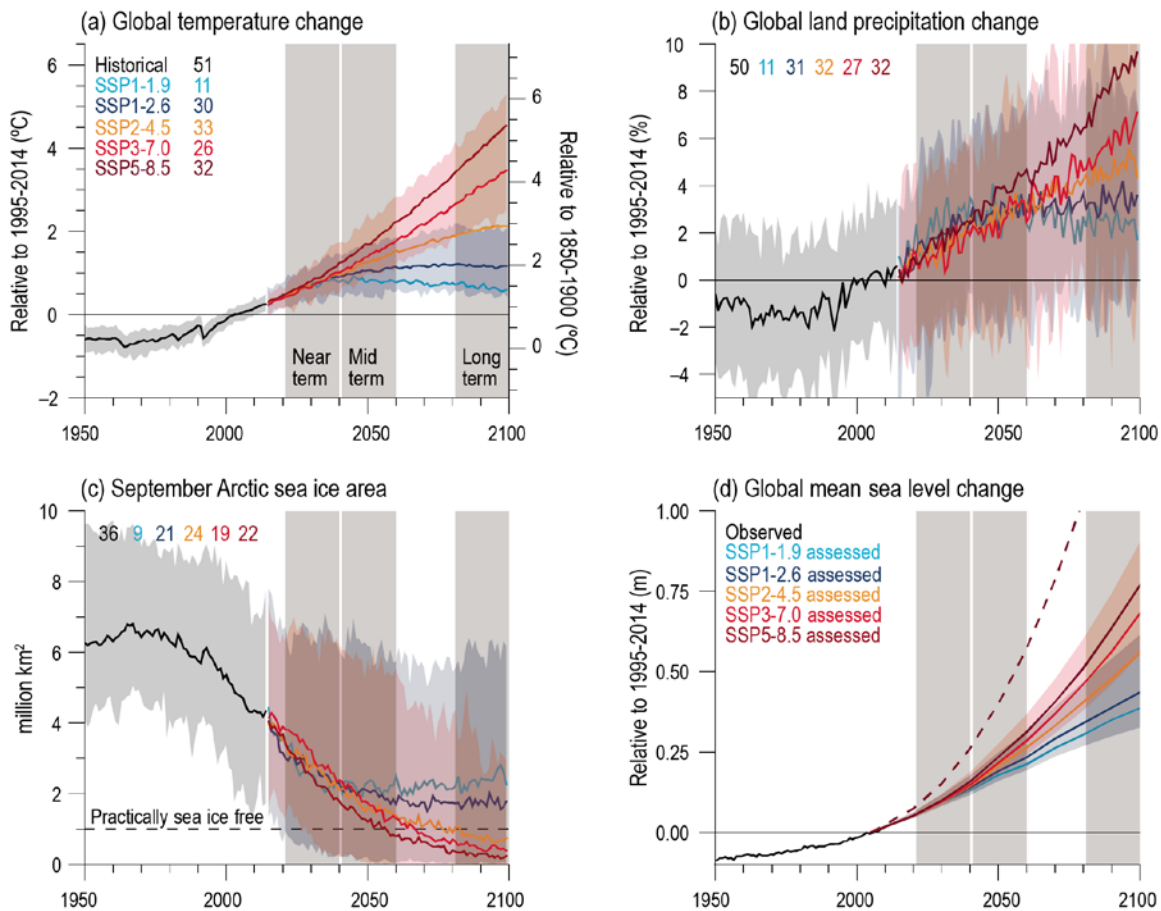 (a) Global temperature change
6
4
2
0
−2
Relative to 1995-2014 (ºC)
Historical 51
SSP1-1.9 11
SSP1-2.6 30
SSP2-4.5 33
SSP3-7.0 26
SSP5-8.5 32
Near term
Mid term
Long term
6
4
2
0
Relative to 1850-1900 (ºC)
1950 2000 2050 2100
(b) Global land precipitation change
10
8
6
4
2
0
−2
−4
Relative to 1995-2014 (%)
50 11 31 32 27 32
1950 2000 2050 2100
(c) September Arctic sea ice area
10
8
6
4
2
0
million km²
36 9 21 24 19 22
Practically sea ice free
1950 2000 2050 2100
(d) Global mean sea level change
1.00
0.75
0.50
0.25
0.00
Relative to 1995-2014 (m)
Observed
SSP1-1.9 assessed
SSP1-2.6 assessed
SSP2-4.5 assessed
SSP3-7.0 assessed
SSP5-8.5 assessed
1950 2000 2050 2100